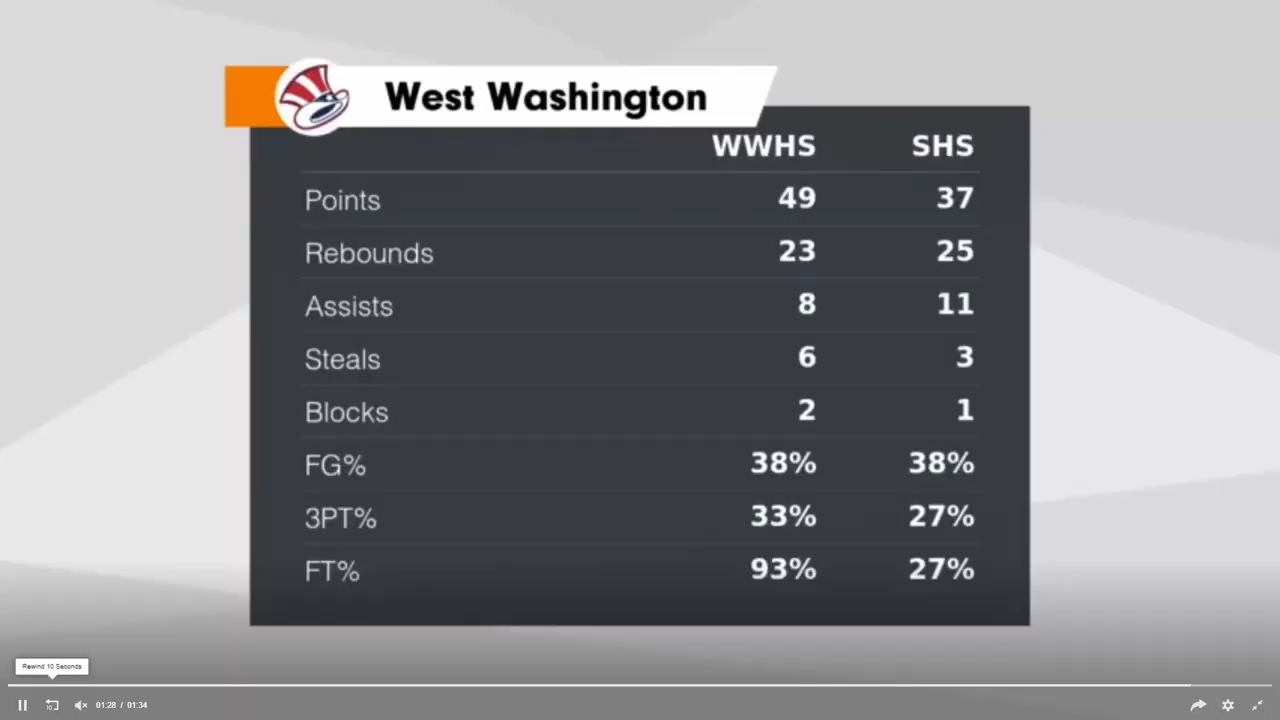 West Washington
WWHS SHS
Points 49 37
Rebounds 23 25
Assists 8 11
Steals 6 3
Blocks 2 1
FG% 38% 38%
3PT% 33% 27%
FT% 93% 27%
Rewind 10 Seconds
10
01:28 / 01:34